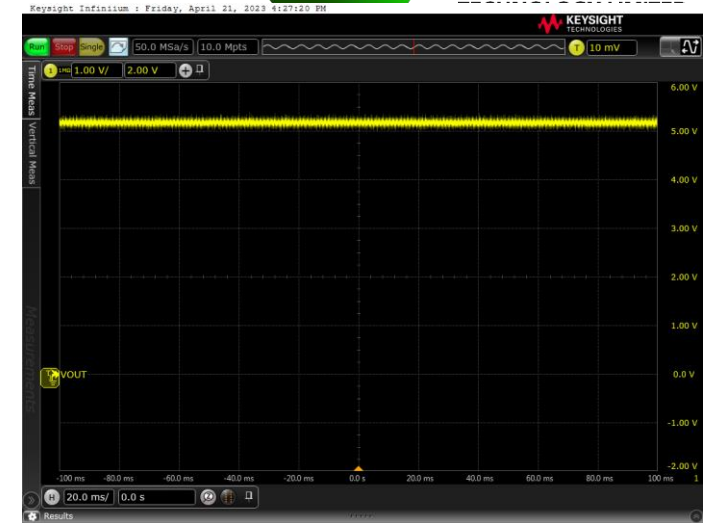 Keysight Infiniium : Friday, April 21, 2023 4:27:20 PM
KEYSIGHT
TECHNOLOGIES
Run Stop Single 50.0 MSa/s 10.0 Mpts T 10 mV
1 1MΩ 1.00 V/ 2.00 V
Time Meas
Vertical Meas
Measurements
6.00 V
5.00 V
4.00 V
3.00 V
2.00 V
1.00 V
VOUT 0.0 V
-1.00 V
-2.00 V
-100 ms -80.0 ms -60.0 ms -40.0 ms -20.0 ms 0.0 s 20.0 ms 40.0 ms 60.0 ms 80.0 ms 100 ms 1
H 20.0 ms/ 0.0 s
Results